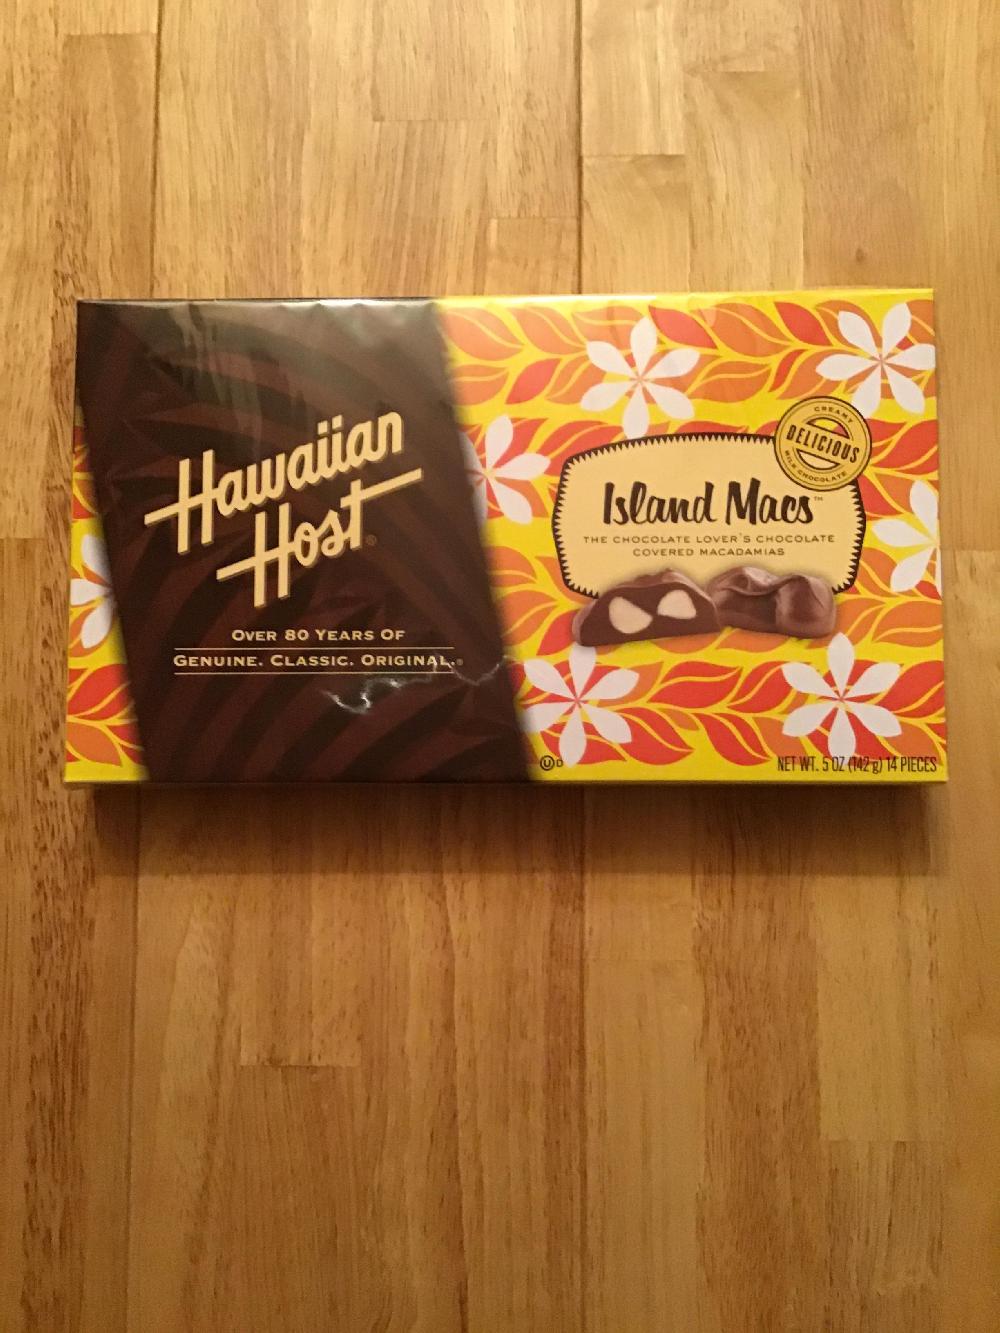 Hawaiian
Host®
OVER 80 YEARS OF
GENUINE. CLASSIC. ORIGINAL.®
CREAMY
DELICIOUS
MILK CHOCOLATE
Island Macs™
THE CHOCOLATE LOVER'S CHOCOLATE
COVERED MACADAMIAS
Ⓤ D
NET WT. 5 OZ (142 g) 14 PIECES